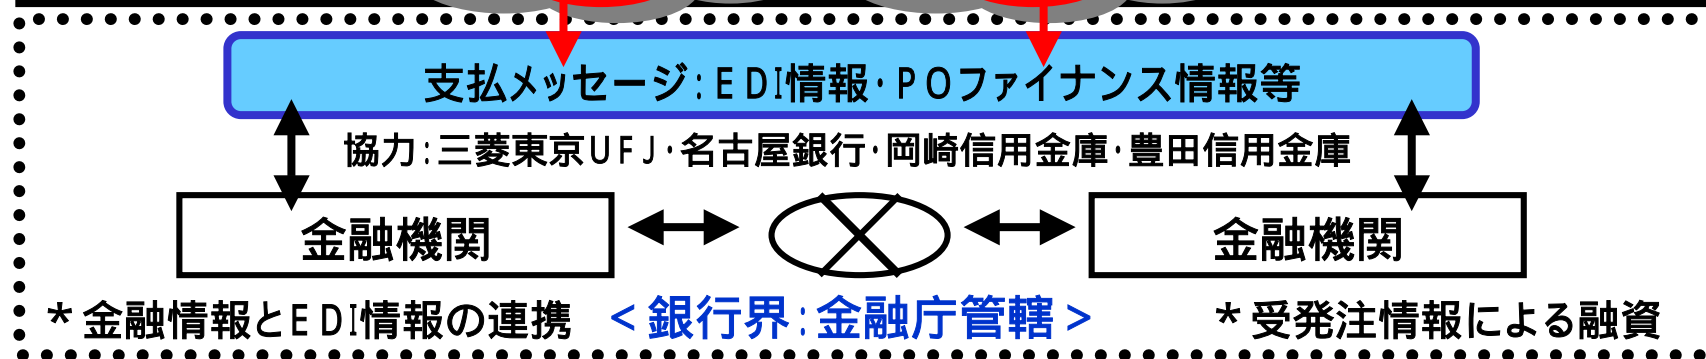 支払メッセージ:EDI情報・POファイナンス情報等
協力:三菱東京UFJ・名古屋銀行・岡崎信用金庫・豊田信用金庫
金融機関
金融機関
*金融情報とEDI情報の連携
<銀行界:金融庁管轄>
*受発注情報による融資